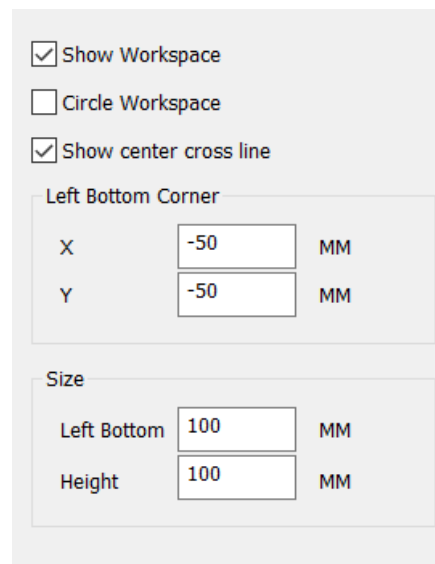 Show Workspace
Circle Workspace
Show center cross line
Left Bottom Corner
X -50 MM
Y -50 MM
Size
Left Bottom 100 MM
Height 100 MM